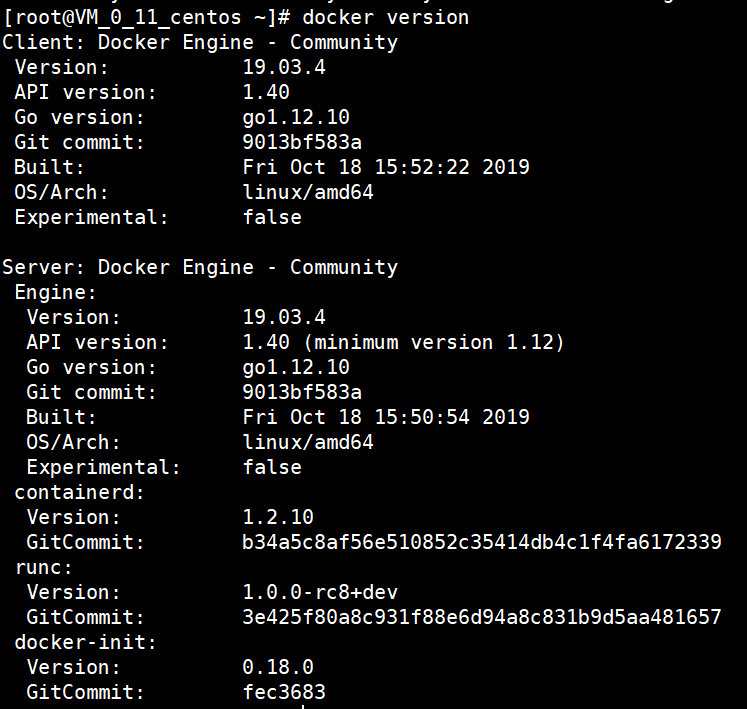 [root@VM_0_11_centos ~]# docker version
Client: Docker Engine - Community
 Version:           19.03.4
 API version:       1.40
 Go version:        go1.12.10
 Git commit:        9013bf583a
 Built:             Fri Oct 18 15:52:22 2019
 OS/Arch:           linux/amd64
 Experimental:      false

Server: Docker Engine - Community
 Engine:
  Version:          19.03.4
  API version:      1.40 (minimum version 1.12)
  Go version:       go1.12.10
  Git commit:       9013bf583a
  Built:            Fri Oct 18 15:50:54 2019
  OS/Arch:          linux/amd64
  Experimental:     false
 containerd:
  Version:          1.2.10
  GitCommit:        b34a5c8af56e510852c35414db4c1f4fa6172339
 runc:
  Version:          1.0.0-rc8+dev
  GitCommit:        3e425f80a8c931f88e6d94a8c831b9d5aa481657
 docker-init:
  Version:          0.18.0
  GitCommit:        fec3683